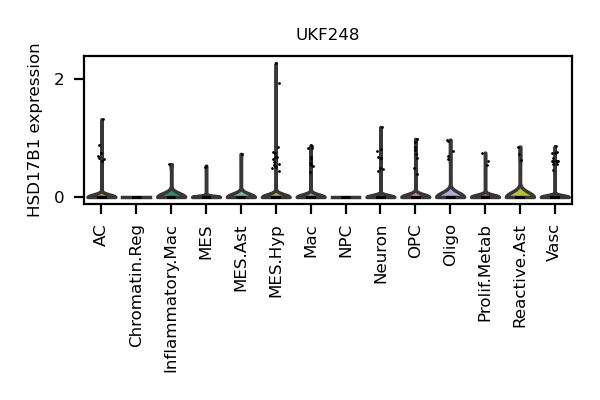 UKF248
HSD17B1 expression
2
0
AC
Chromatin.Reg
Inflammatory.Mac
MES
MES.Ast
MES.Hyp
Mac
NPC
Neuron
OPC
Oligo
Prolif.Metab
Reactive.Ast
Vasc